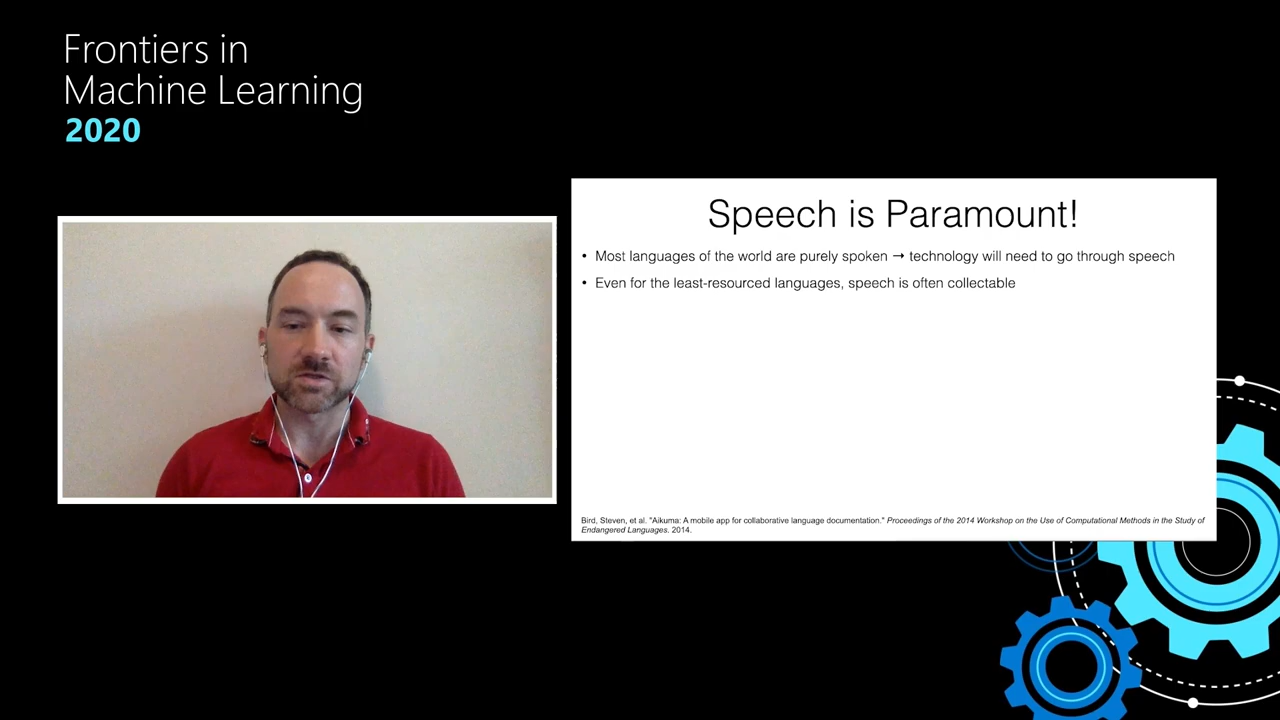 Frontiers in
Machine Learning
2020
Speech is Paramount!
• Most languages of the world are purely spoken → technology will need to go through speech
• Even for the least-resourced languages, speech is often collectable
Bird, Steven, et al. "Aikuma: A mobile app for collaborative language documentation." Proceedings of the 2014 Workshop on the Use of Computational Methods in the Study of
Endangered Languages. 2014.